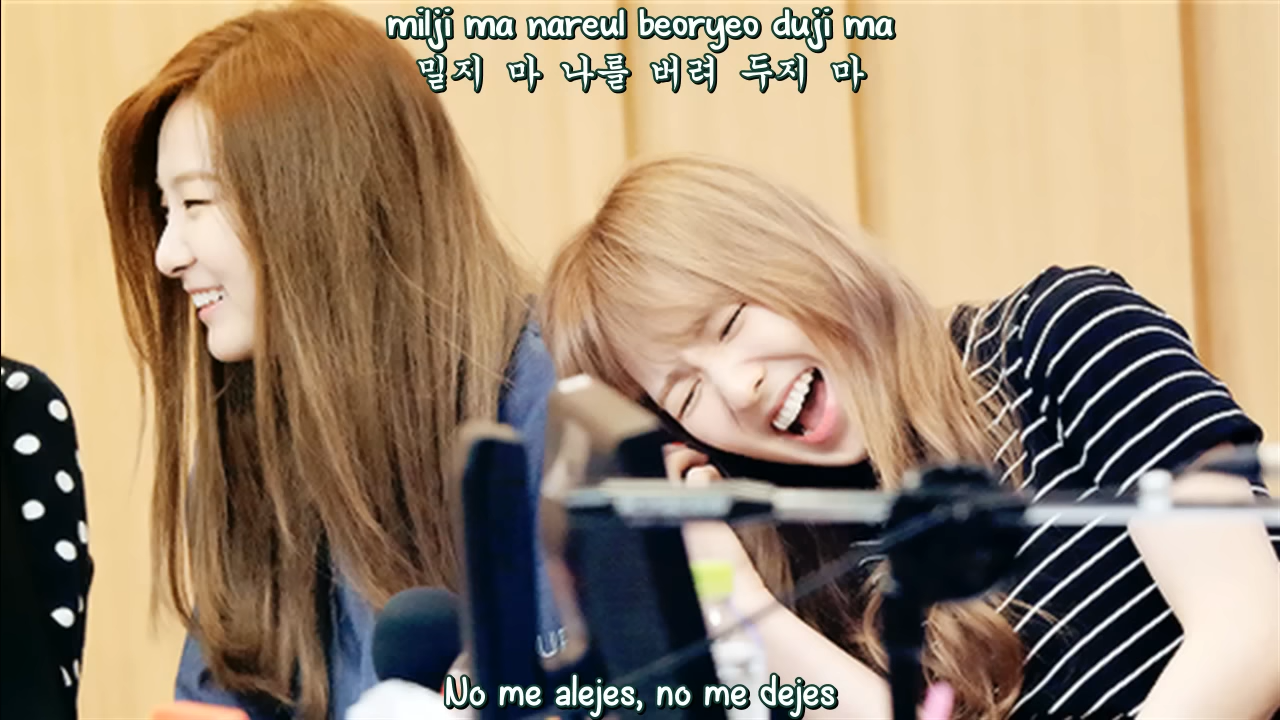 milji ma nareul beoryeo duji ma
밀지 마 나를 버려 두지 마
UP
No me alejes, no me dejes